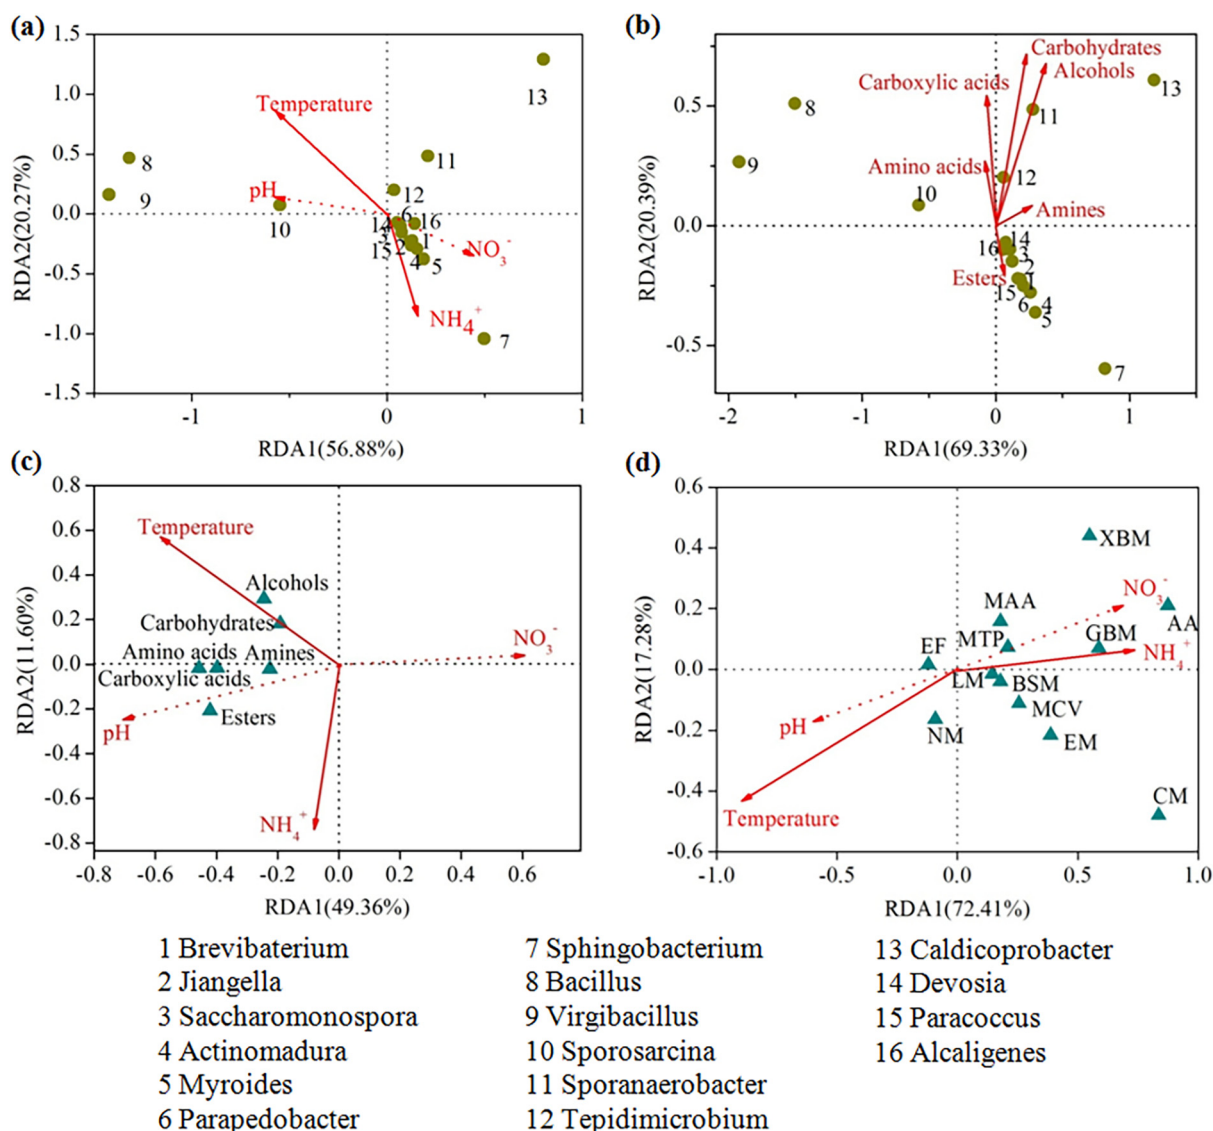 (a)
1.5
1.0
0.5
0.0
-0.5
-1.0
-1.5
-1
0
1
RDA2(20.27%)
RDA1(56.88%)
Temperature
pH
NO3-
NH4+
13
11
8
9
10
12
6
16
14
3
15
2
1
4
5
7
(b)
0.5
0.0
-0.5
-2
-1
0
1
RDA2(20.39%)
RDA1(69.33%)
Carbohydrates
Alcohols
Carboxylic acids
Amino acids
Amines
Esters
13
11
8
9
10
12
14
16
3
2
1
15
6
4
5
7
(c)
0.8
0.6
0.4
0.2
0.0
-0.2
-0.4
-0.6
-0.8
-0.8
-0.6
-0.4
-0.2
0.0
0.2
0.4
0.6
RDA2(11.60%)
RDA1(49.36%)
Temperature
Alcohols
Carbohydrates
Amino acids
Amines
Carboxylic acids
Esters
pH
NO3-
NH4+
(d)
0.6
0.4
0.2
0.0
-0.2
-0.4
-0.6
-1.0
-0.5
0.0
0.5
1.0
RDA2(17.28%)
RDA1(72.41%)
XBM
NO3-
MAA
AA
EF
MTP
GBM
NH4+
LM
BSM
MCV
pH
NM
EM
CM
Temperature
1 Brevibaterium
2 Jiangella
3 Saccharomonospora
4 Actinomadura
5 Myroides
6 Parapedobacter
7 Sphingobacterium
8 Bacillus
9 Virgibacillus
10 Sporosarcina
11 Sporanaerobacter
12 Tepidimicrobium
13 Caldicoprobacter
14 Devosia
15 Paracoccus
16 Alcaligenes